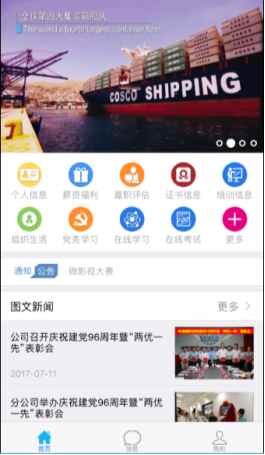 全球第四大集装箱船队
The world's fourth largest container fleet
COSCO SHIPPING
个人信息 薪资福利 履职评估 证书信息 培训信息
组织生活 党务学习 在线学习 在线考试 更多
通知 公告 微影视大赛
图文新闻 更多
公司召开庆祝建党96周年暨“两优一
先”表彰会
2017-07-11
分公司举办庆祝建党96周年暨“两优
一先”表彰会
首页 消息 我的